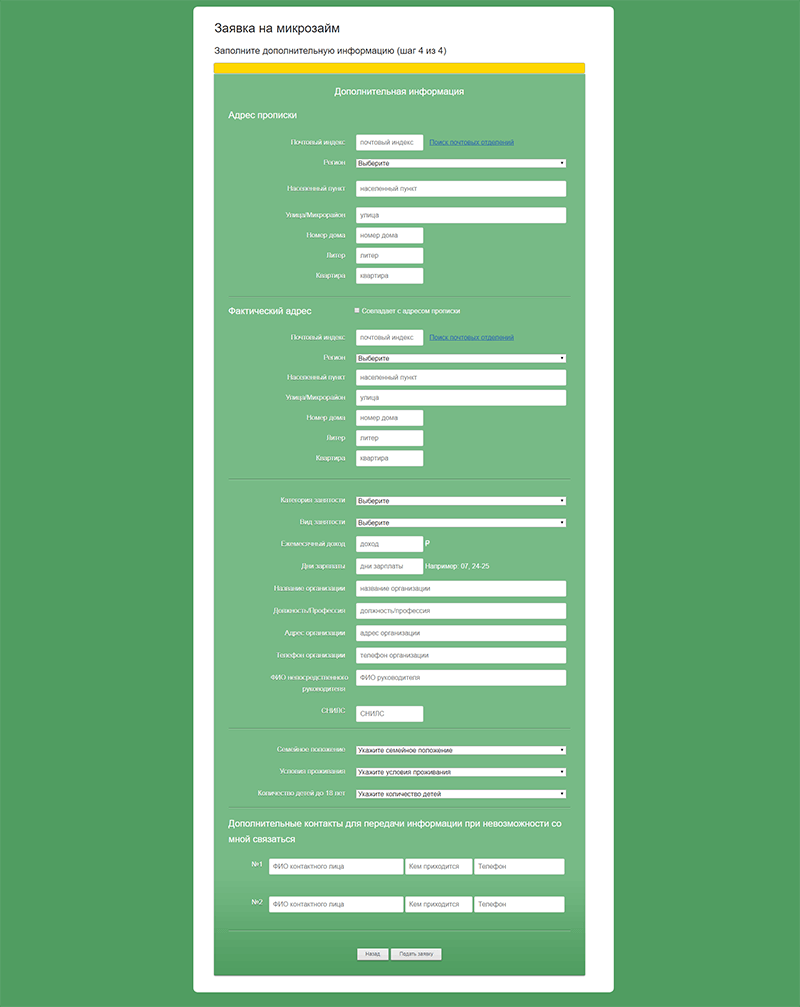 Заявка на микрозайм
Заполните дополнительную информацию (шаг 4 из 4)
Дополнительная информация
Адрес прописки
Почтовый индекс почтовый индекс Поиск почтовых отделений
Регион Выберите
Населенный пункт населенный пункт
Улица/Микрорайон улица
Номер дома номер дома
Литер литер
Квартира квартира
Фактический адрес Совпадает с адресом прописки
Почтовый индекс почтовый индекс Поиск почтовых отделений
Регион Выберите
Населенный пункт населенный пункт
Улица/Микрорайон улица
Номер дома номер дома
Литер литер
Квартира квартира
Категория занятости Выберите
Вид занятости Выберите
Ежемесячный доход доход ₽
Дни зарплаты дни зарплаты Например: 07, 24-25
Название организации название организации
Должность/Профессия должность/профессия
Адрес организации адрес организации
Телефон организации телефон организации
ФИО непосредственного ФИО руководителя
руководителя
СНИЛС СНИЛС
Семейное положение Укажите семейное положение
Условия проживания Укажите условия проживания
Количество детей до 18 лет Укажите количество детей
Дополнительные контакты для передачи информации при невозможности со
мной связаться
№1 ФИО контактного лица Кем приходится Телефон
№2 ФИО контактного лица Кем приходится Телефон
Назад Подать заявку